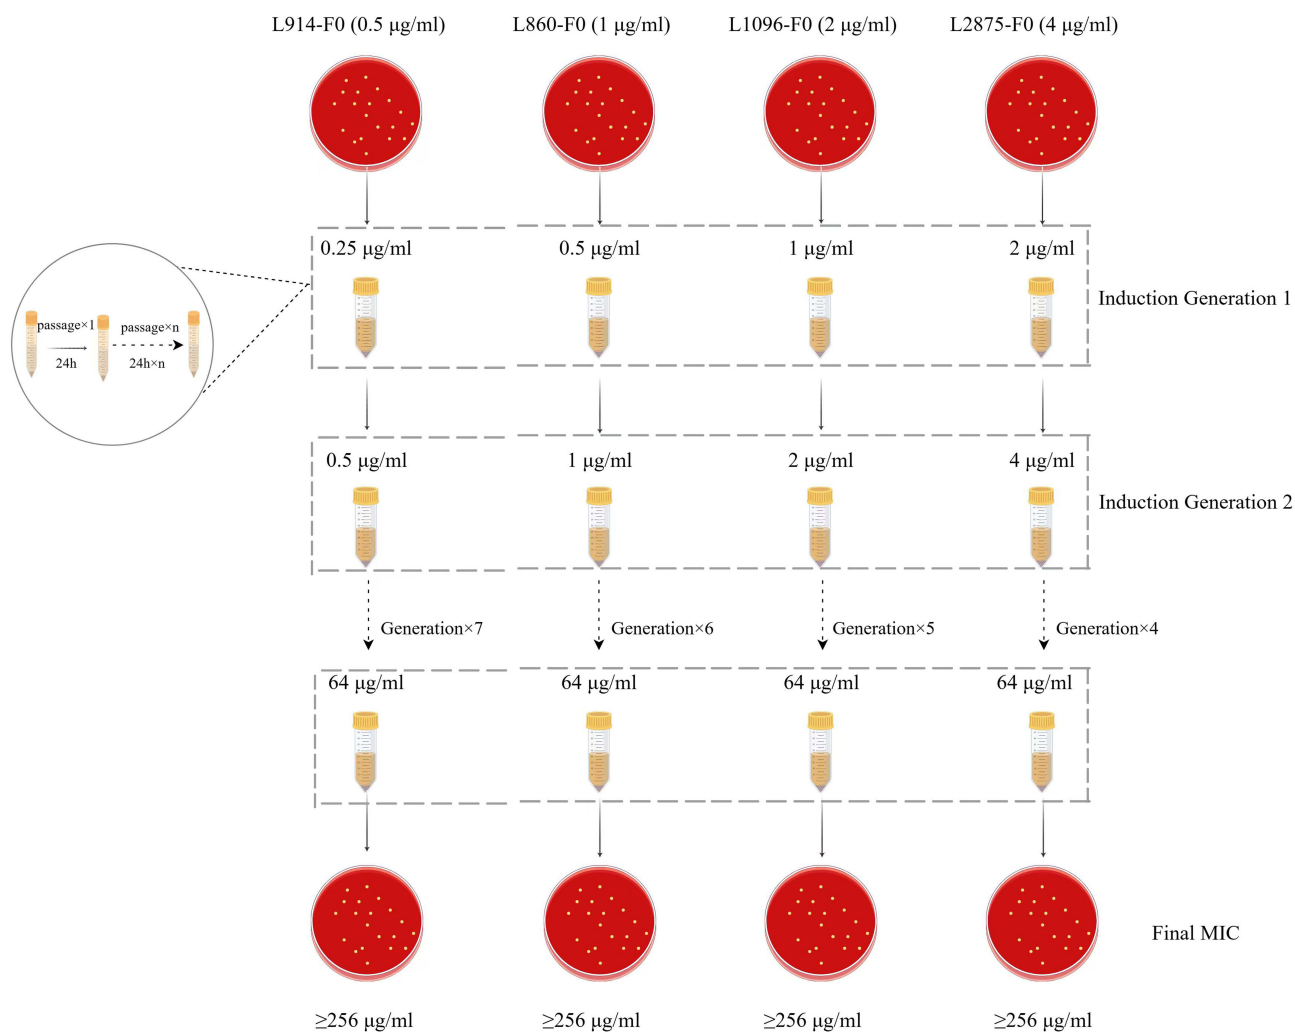 L914-F0 (0.5 μg/ml) L860-F0 (1 μg/ml) L1096-F0 (2 μg/ml) L2875-F0 (4 μg/ml)
0.25 μg/ml 0.5 μg/ml 1 μg/ml 2 μg/ml
Induction Generation 1
passage×1 passage×n
24h 24h×n
0.5 μg/ml 1 μg/ml 2 μg/ml 4 μg/ml
Induction Generation 2
Generation×7 Generation×6 Generation×5 Generation×4
64 μg/ml 64 μg/ml 64 μg/ml 64 μg/ml
Final MIC
≥256 μg/ml ≥256 μg/ml ≥256 μg/ml ≥256 μg/ml